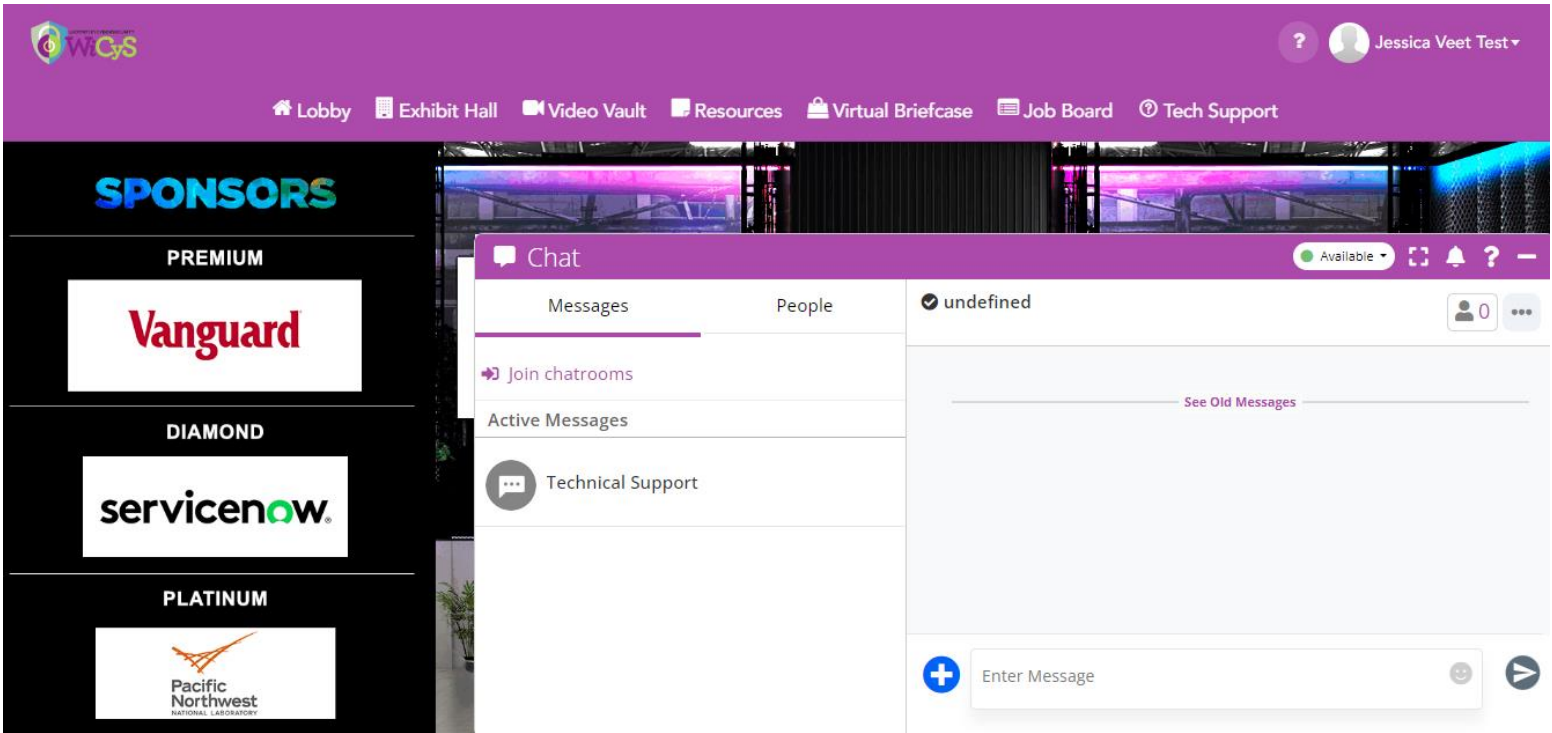 WiCyS
? Jessica Veet Test
Lobby Exhibit Hall Video Vault Resources Virtual Briefcase Job Board ? Tech Support
SPONSORS
PREMIUM
Vanguard
DIAMOND
servicenow.
PLATINUM
Pacific
Northwest
NATIONAL LABORATORY
Chat
Available
?
Messages People
Join chatrooms
Active Messages
Technical Support
undefined
0
See Old Messages
Enter Message